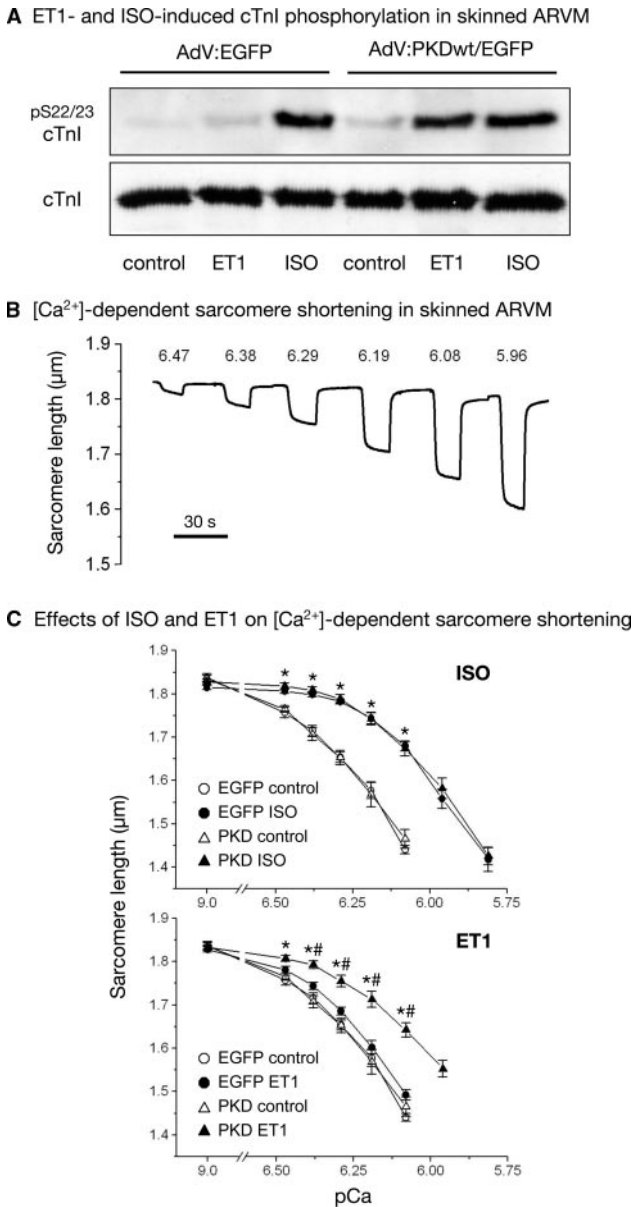 A ET1- and ISO-induced cTnI phosphorylation in skinned ARVM
AdV:EGFP AdV:PKDwt/EGFP
pS22/23
cTnI
cTnI
control ET1 ISO control ET1 ISO
B [Ca²⁺]-dependent sarcomere shortening in skinned ARVM
1.9
6.47 6.38 6.29 6.19 6.08 5.96
1.8
1.7
1.6
1.5
Sarcomere length (µm)
30 s
C Effects of ISO and ET1 on [Ca²⁺]-dependent sarcomere shortening
ISO
1.9
1.8
1.7
1.6
1.5
1.4
* * * * *
EGFP control
EGFP ISO
PKD control
PKD ISO
9.0 6.50 6.25 6.00 5.75
Sarcomere length (µm)
ET1
1.9
1.8
1.7
1.6
1.5
1.4
* *# *# *# *#
EGFP control
EGFP ET1
PKD control
PKD ET1
9.0 6.50 6.25 6.00 5.75
pCa